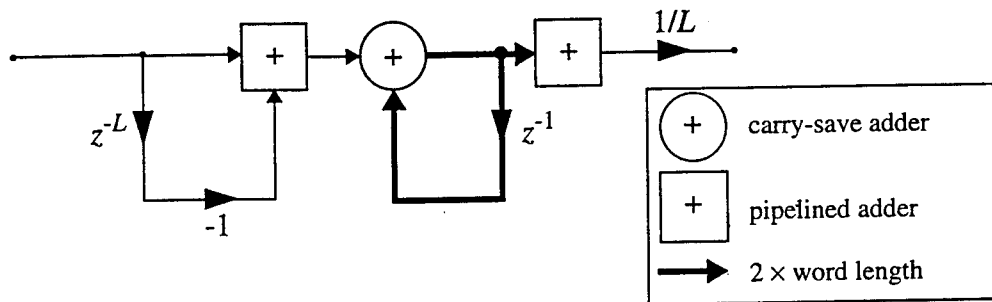 1/L
+
+
+
z^{-L}
z^{-1}
-1
+ carry-save adder
+ pipelined adder
2 × word length